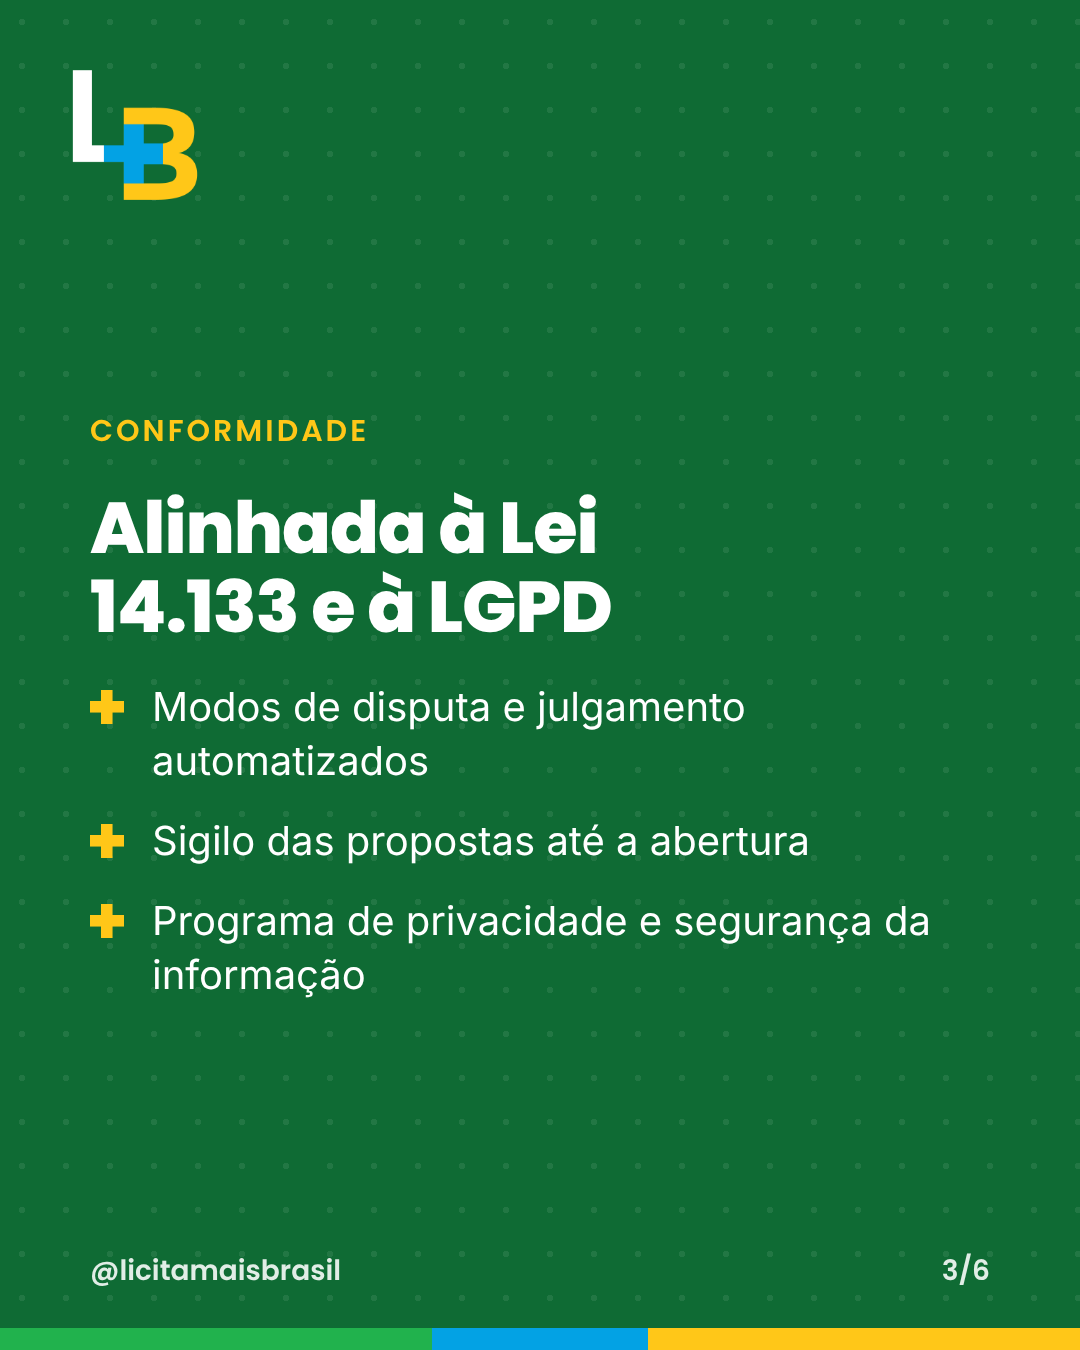 L+B
CONFORMIDADE
Alinhada à Lei
14.133 e à LGPD
Modos de disputa e julgamento
automatizados
Sigilo das propostas até a abertura
Programa de privacidade e segurança da
informação
@licitamaisbrasil
3/6